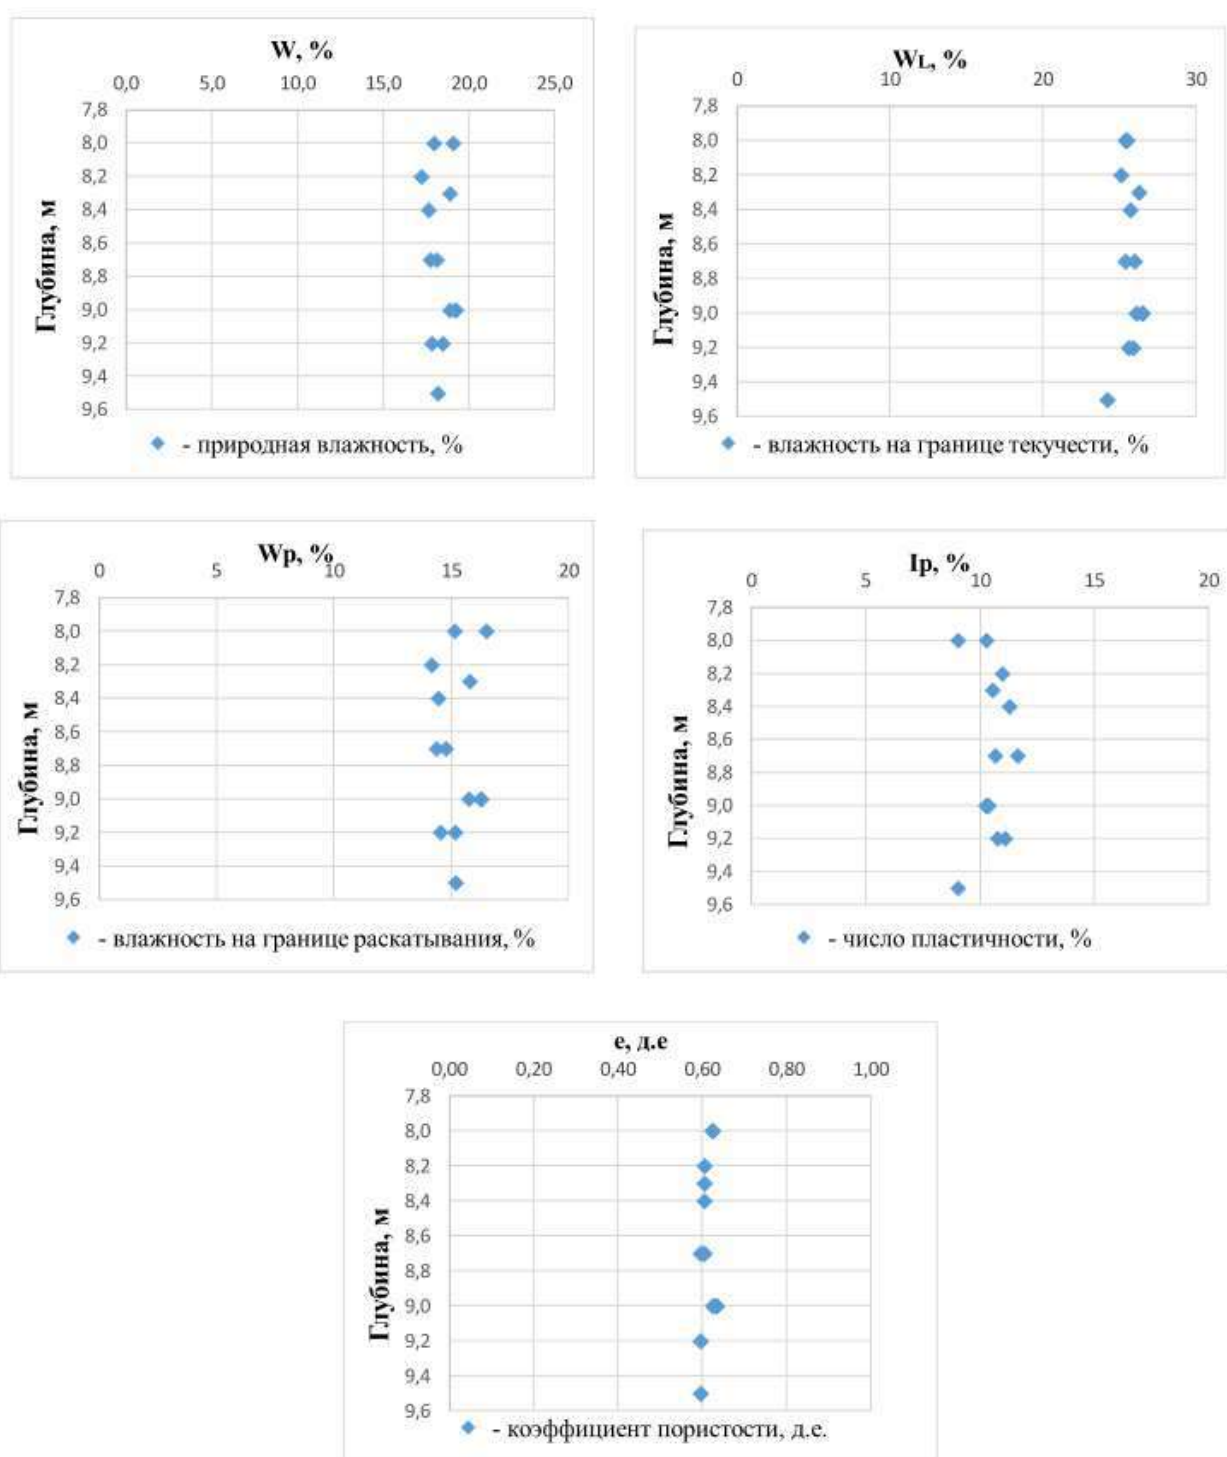 W, %
0,0 5,0 10,0 15,0 20,0 25,0
7,8
8,0
8,2
8,4
8,6
8,8
9,0
9,2
9,4
9,6
Глубина, м
- природная влажность, %
WL, %
0 10 20 30
7,8
8,0
8,2
8,4
8,6
8,8
9,0
9,2
9,4
9,6
Глубина, м
- влажность на границе текучести, %
Wp, %
0 5 10 15 20
7,8
8,0
8,2
8,4
8,6
8,8
9,0
9,2
9,4
9,6
Глубина, м
- влажность на границе раскатывания, %
Ip, %
0 5 10 15 20
7,8
8,0
8,2
8,4
8,6
8,8
9,0
9,2
9,4
9,6
Глубина, м
- число пластичности, %
е, д.е
0,00 0,20 0,40 0,60 0,80 1,00
7,8
8,0
8,2
8,4
8,6
8,8
9,0
9,2
9,4
9,6
Глубина, м
- коэффициент пористости, д.е.